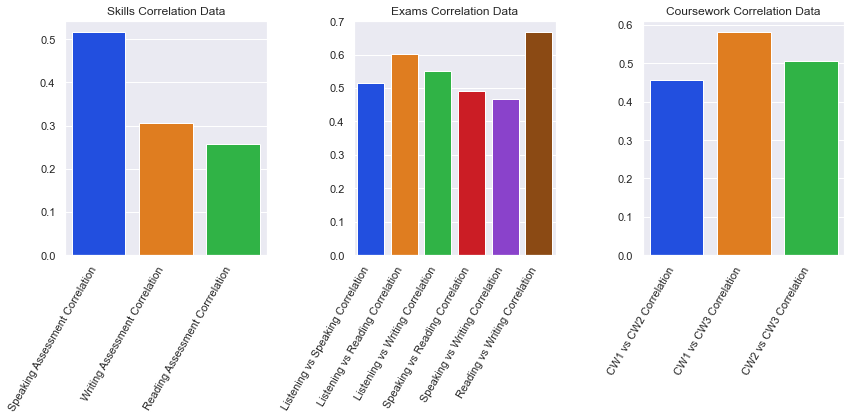 Skills Correlation Data
0.5
0.4
0.3
0.2
0.1
0.0
Speaking Assessment Correlation
Writing Assessment Correlation
Reading Assessment Corrrelation
Exams Correlation Data
0.7
0.6
0.5
0.4
0.3
0.2
0.1
0.0
Listening vs Speaking Correlation
Listening vs Reading Correlation
Listening vs Writing Correlation
Speaking vs Reading Correlation
Speaking vs Writing Correlation
Reading vs Writing Correlation
Coursework Correlation Data
0.6
0.5
0.4
0.3
0.2
0.1
0.0
CW1 vs CW2 Correlation
CW1 vs CW3 Correlation
CW2 vs CW3 Correlation